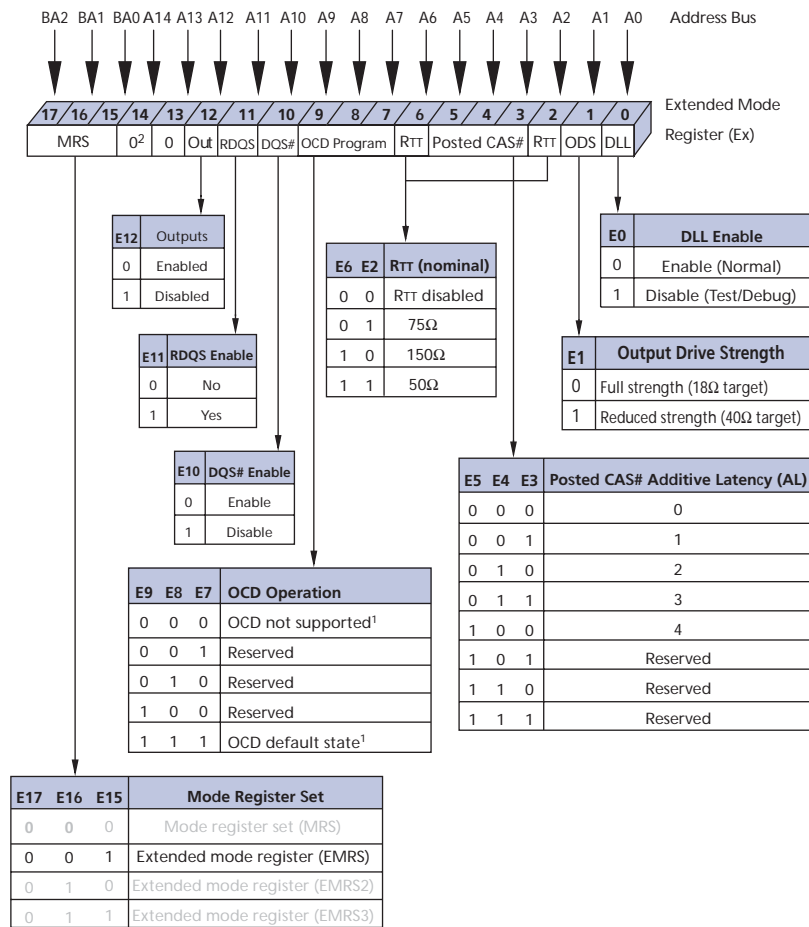 BA2 BA1 BA0 A14 A13 A12 A11 A10 A9 A8 A7 A6 A5 A4 A3 A2 A1 A0 Address Bus
17 16 15 14 13 12 11 10 9 8 7 6 5 4 3 2 1 0 Extended Mode
Register (Ex)
MRS 0² 0 Out RDQS DQS# OCD Program RTT Posted CAS# RTT ODS DLL
E12 Outputs
0 Enabled
1 Disabled
E6 E2 RTT (nominal)
0 0 RTT disabled
0 1 75Ω
1 0 150Ω
1 1 50Ω
E0 DLL Enable
0 Enable (Normal)
1 Disable (Test/Debug)
E11 RDQS Enable
0 No
1 Yes
E1 Output Drive Strength
0 Full strength (18Ω target)
1 Reduced strength (40Ω target)
E10 DQS# Enable
0 Enable
1 Disable
E5 E4 E3 Posted CAS# Additive Latency (AL)
0 0 0 0
0 0 1 1
0 1 0 2
0 1 1 3
1 0 0 4
1 0 1 Reserved
1 1 0 Reserved
1 1 1 Reserved
E9 E8 E7 OCD Operation
0 0 0 OCD not supported¹
0 0 1 Reserved
0 1 0 Reserved
1 0 0 Reserved
1 1 1 OCD default state¹
E17 E16 E15 Mode Register Set
0 0 0 Mode register set (MRS)
0 0 1 Extended mode register (EMRS)
0 1 0 Extended mode register (EMRS2)
0 1 1 Extended mode register (EMRS3)